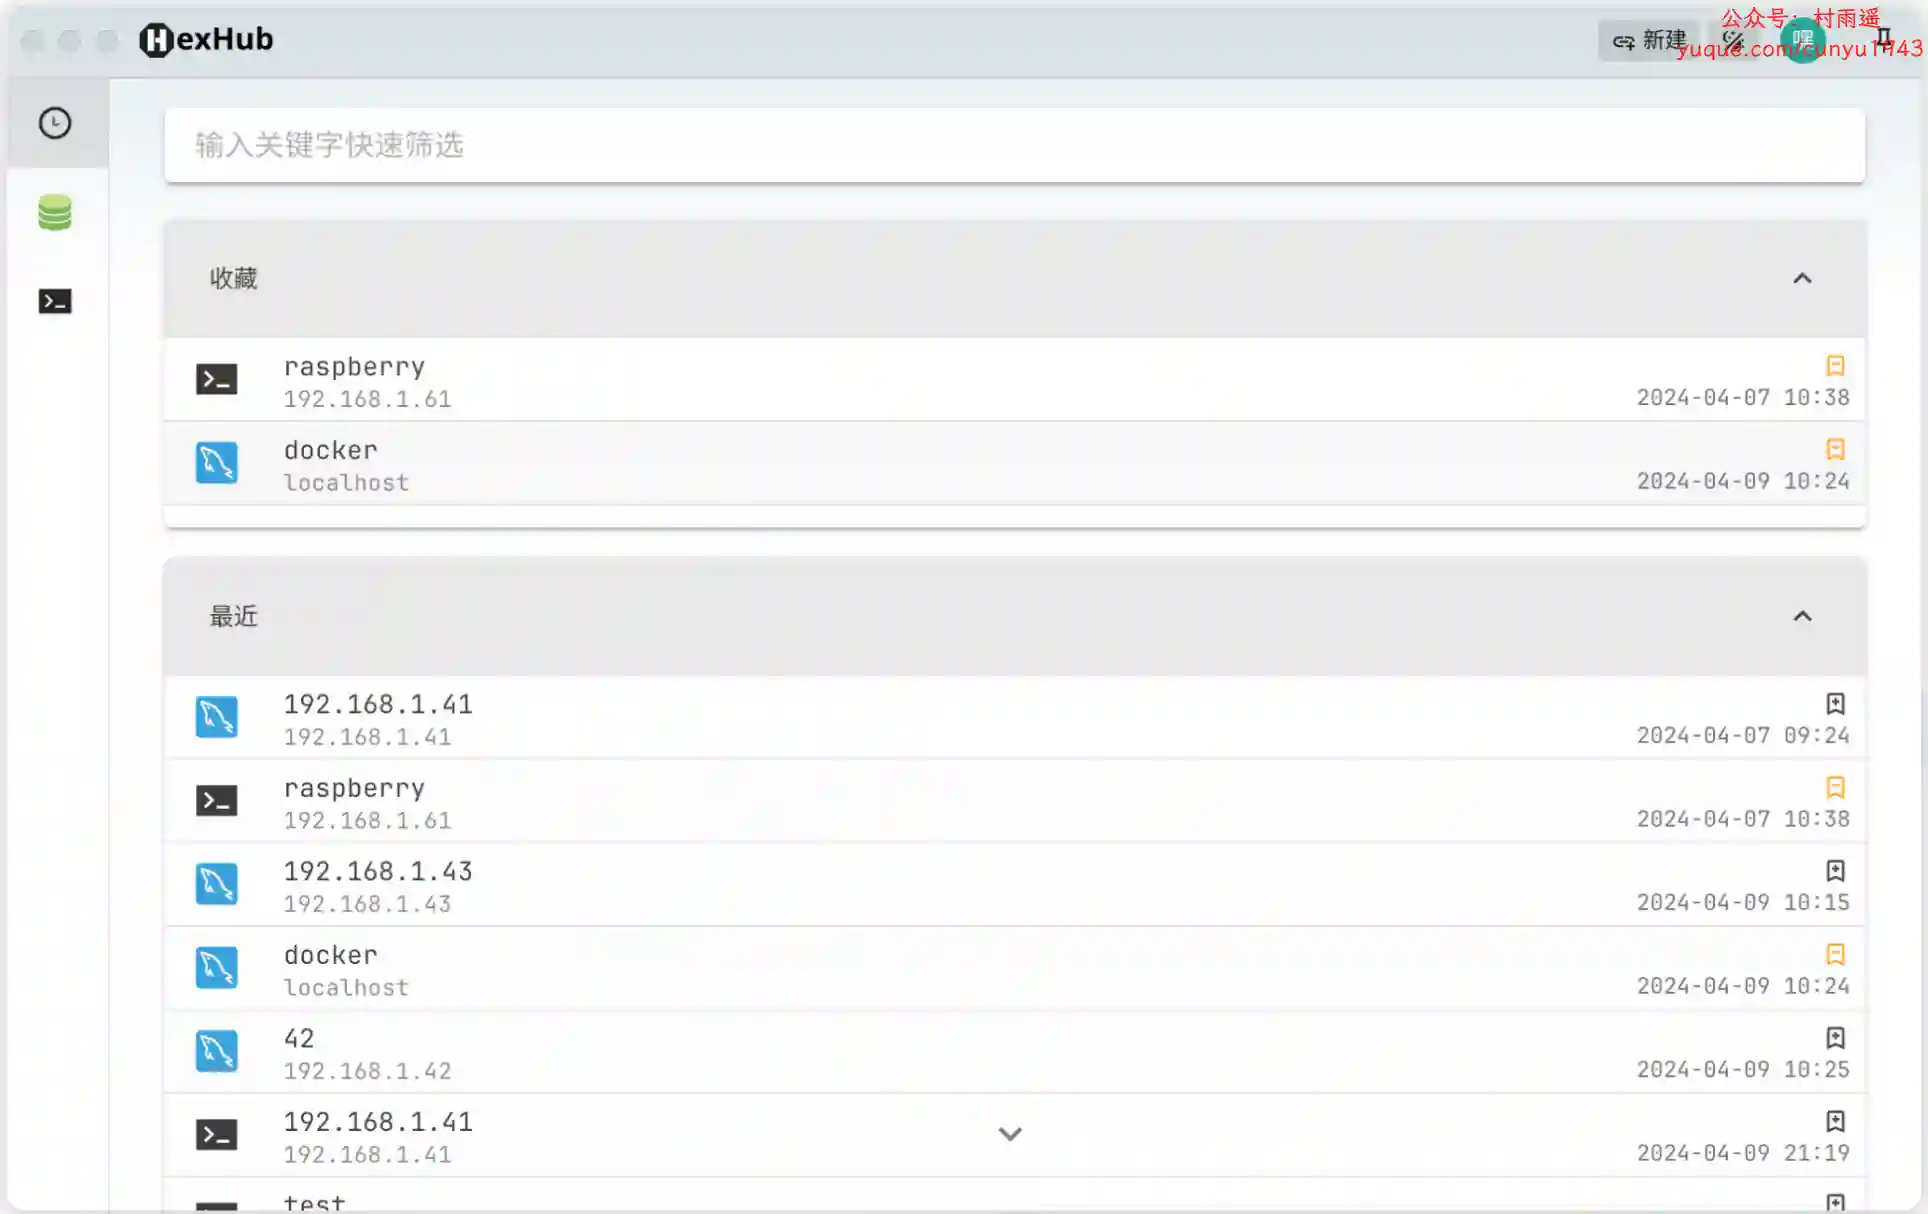 HexHub
新建
公众号：村雨遥
yuque.com/cunyu1943
嘿
输入关键字快速筛选
收藏
raspberry
192.168.1.61
2024-04-07 10:38
docker
localhost
2024-04-09 10:24
最近
192.168.1.41
192.168.1.41
2024-04-07 09:24
raspberry
192.168.1.61
2024-04-07 10:38
192.168.1.43
192.168.1.43
2024-04-09 10:15
docker
localhost
2024-04-09 10:24
42
192.168.1.42
2024-04-09 10:25
192.168.1.41
192.168.1.41
2024-04-09 21:19
test